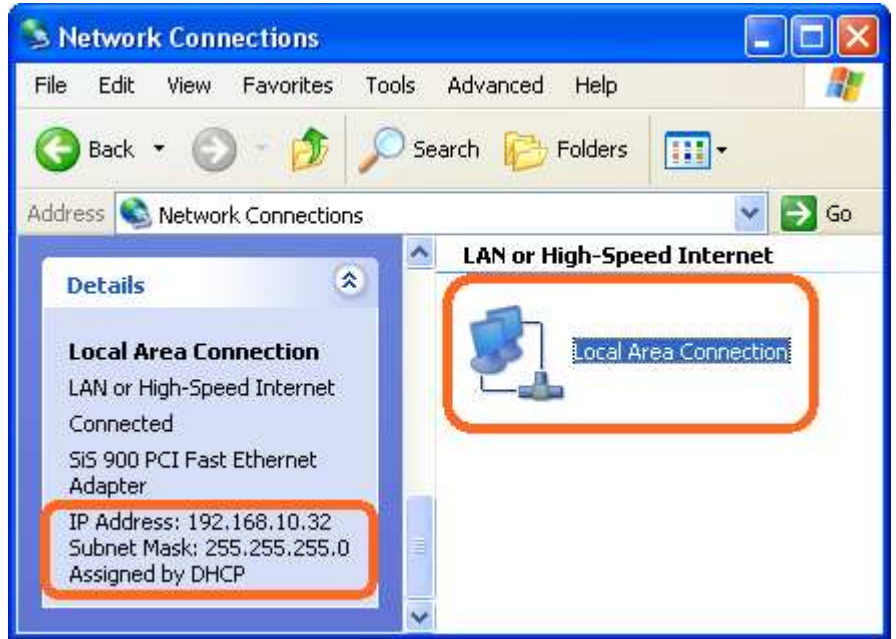 Network Connections
File Edit View Favorites Tools Advanced Help
Back Search Folders
Address Network Connections Go
Details
Local Area Connection
LAN or High-Speed Internet
Connected
SiS 900 PCI Fast Ethernet
Adapter
IP Address: 192.168.10.32
Subnet Mask: 255.255.255.0
Assigned by DHCP
LAN or High-Speed Internet
Local Area Connection